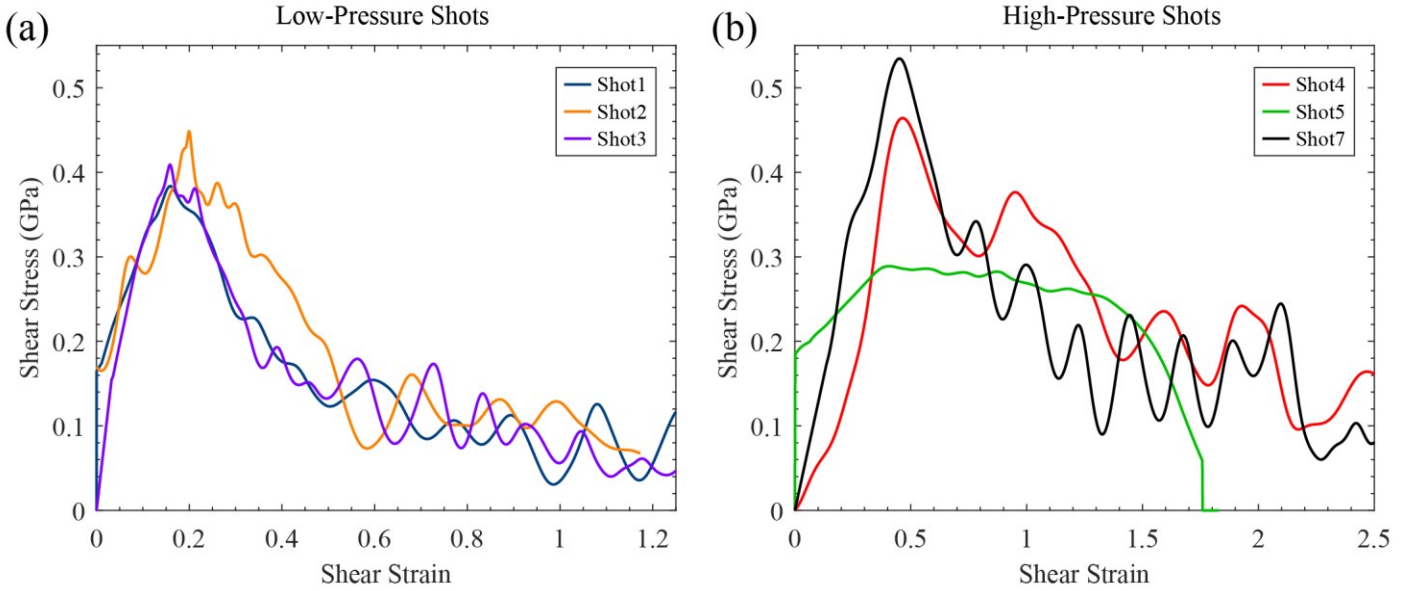 (a)
Low-Pressure Shots
Shot1
Shot2
Shot3
Shear Stress (GPa)
0.5
0.4
0.3
0.2
0.1
0
0 0.2 0.4 0.6 0.8 1 1.2
Shear Strain
(b)
High-Pressure Shots
Shot4
Shot5
Shot7
Shear Stress (GPa)
0.5
0.4
0.3
0.2
0.1
0
0 0.5 1 1.5 2 2.5
Shear Strain